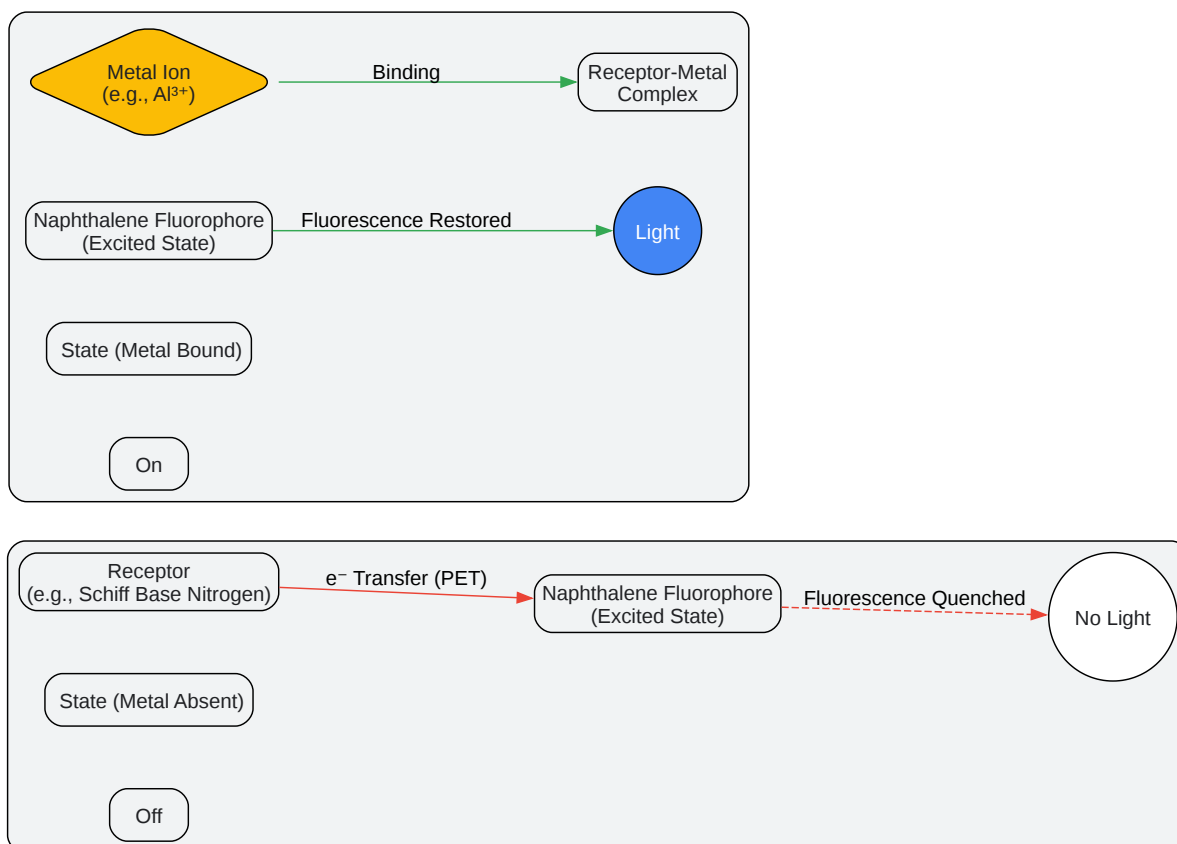 Metal Ion
(e.g., Al³⁺)
Binding
Receptor-Metal
Complex
Naphthalene Fluorophore
(Excited State)
Fluorescence Restored
Light
State (Metal Bound)
On
Receptor
(e.g., Schiff Base Nitrogen)
e⁻ Transfer (PET)
Naphthalene Fluorophore
(Excited State)
Fluorescence Quenched
No Light
State (Metal Absent)
Off